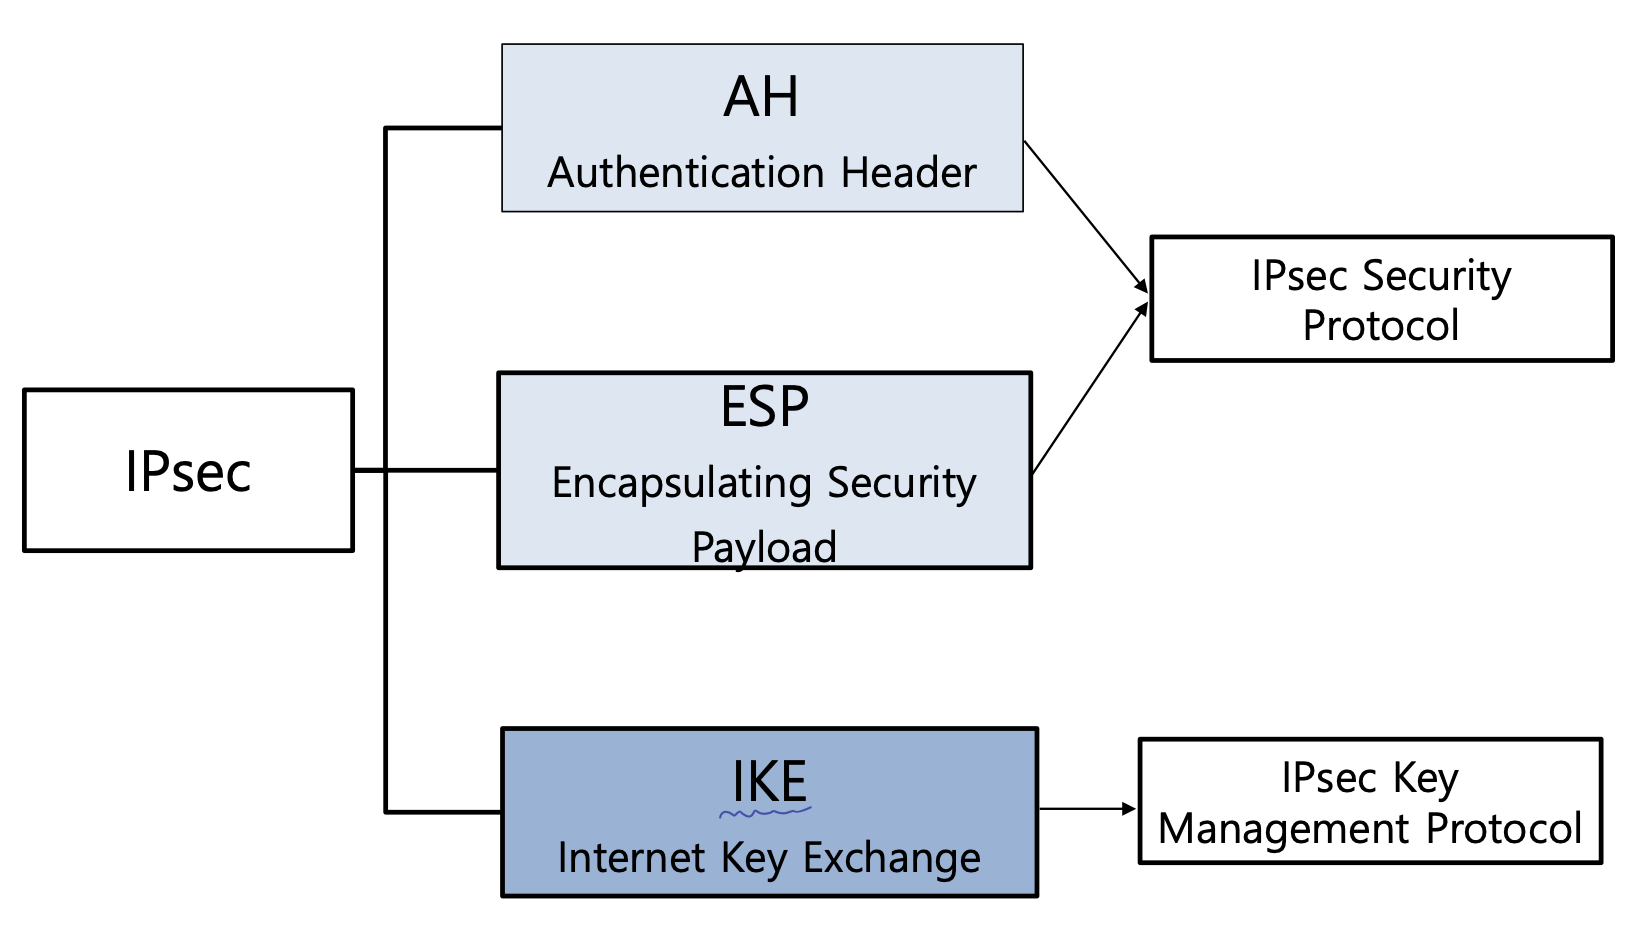 AH
Authentication Header
IPsec Security
Protocol
ESP
Encapsulating Security
Payload
IPsec
IKE
Internet Key Exchange
IPsec Key
Management Protocol